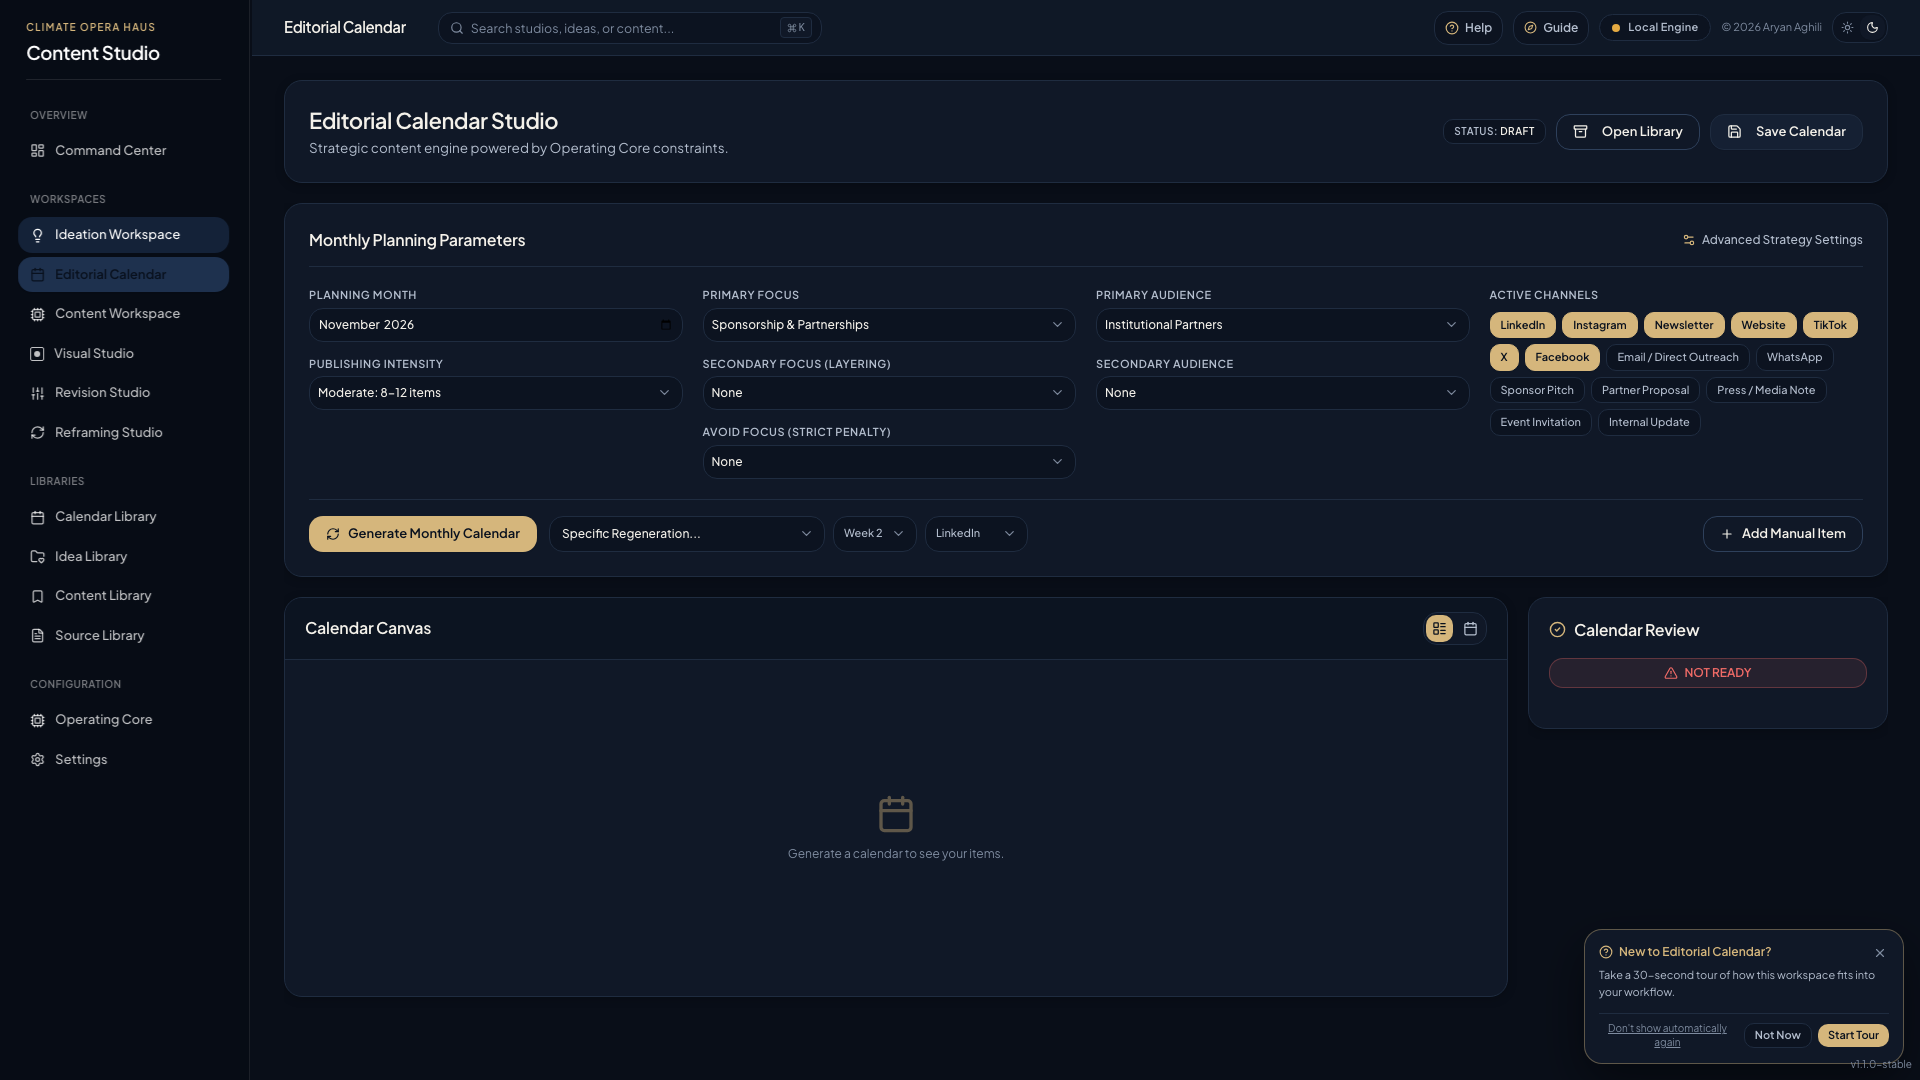 CLIMATE OPERA HAUS
Content Studio
OVERVIEW
Command Center
WORKSPACES
Ideation Workspace
Editorial Calendar
Content Workspace
Visual Studio
Revision Studio
Reframing Studio
LIBRARIES
Calendar Library
Idea Library
Content Library
Source Library
CONFIGURATION
Operating Core
Settings
Editorial Calendar
Search studios, ideas, or content...
⌘K
Help
Guide
Local Engine
© 2026 Aryan Aghili
Editorial Calendar Studio
Strategic content engine powered by Operating Core constraints.
STATUS: DRAFT
Open Library
Save Calendar
Monthly Planning Parameters
Advanced Strategy Settings
PLANNING MONTH
November 2026
PUBLISHING INTENSITY
Moderate: 8–12 items
PRIMARY FOCUS
Sponsorship & Partnerships
SECONDARY FOCUS (LAYERING)
None
AVOID FOCUS (STRICT PENALTY)
None
PRIMARY AUDIENCE
Institutional Partners
SECONDARY AUDIENCE
None
ACTIVE CHANNELS
LinkedIn Instagram Newsletter Website TikTok
X Facebook Email / Direct Outreach WhatsApp
Sponsor Pitch Partner Proposal Press / Media Note
Event Invitation Internal Update
Generate Monthly Calendar
Specific Regeneration...
Week 2
LinkedIn
Add Manual Item
Calendar Canvas
Generate a calendar to see your items.
Calendar Review
NOT READY
New to Editorial Calendar?
Take a 30-second tour of how this workspace fits into
your workflow.
Don't show automatically
again
Not Now
Start Tour
v1.1.0-stable